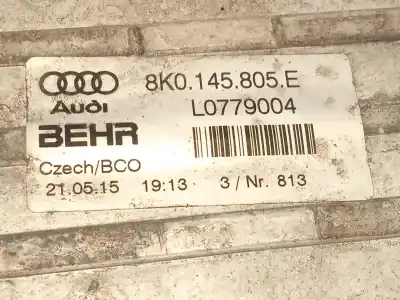 8K0.145.805.E
Audi
L0779004
BEHR
Czech/BCO
21.05.15 19:13 3/Nr. 813